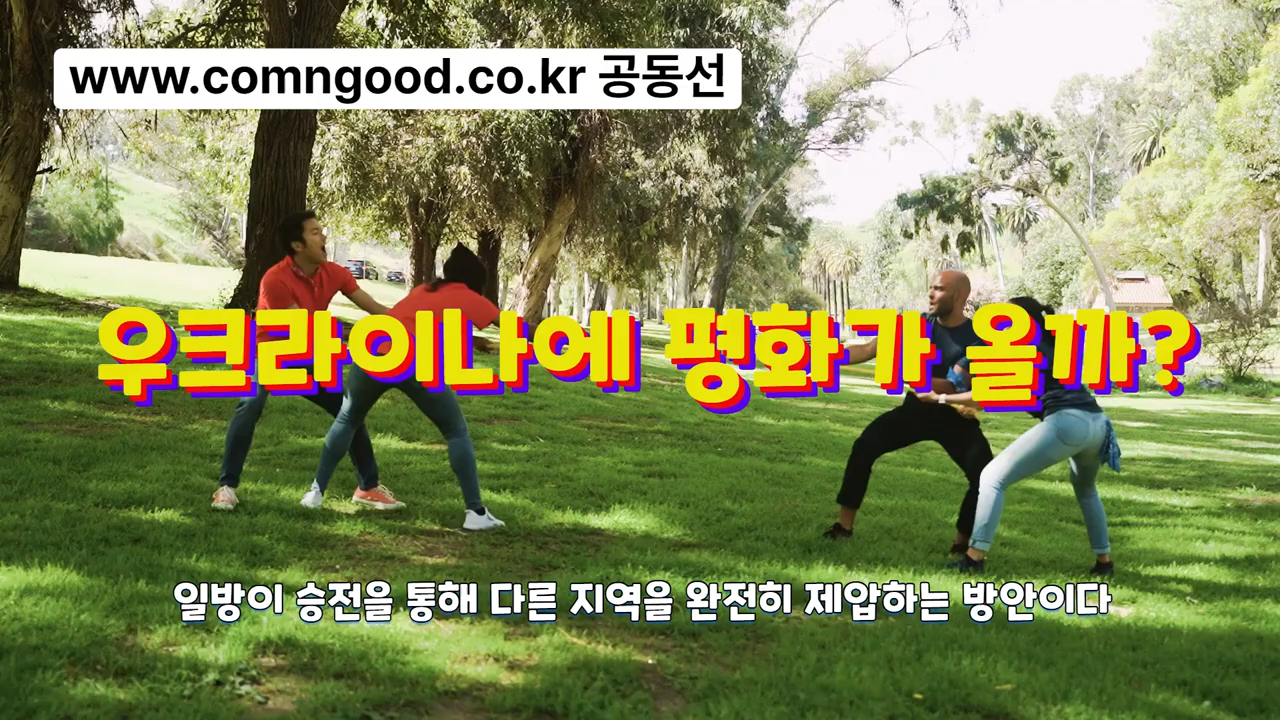 www.comngood.co.kr 공동선
우크라이나에 평화가 올까?
일방이 승전을 통해 다른 지역을 완전히 제압하는 방안이다